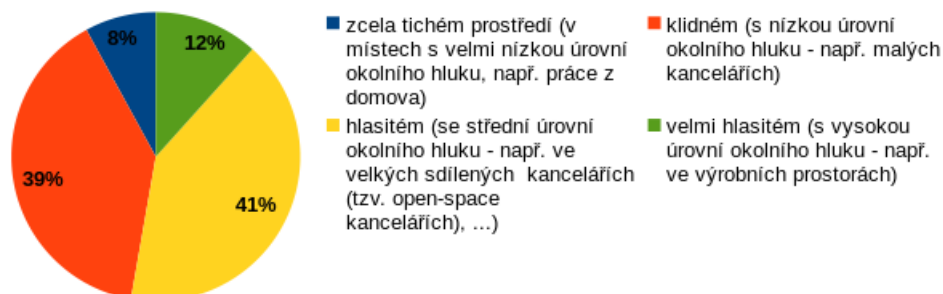 8%
12%
39%
41%
zcela tichém prostředí (v
místech s velmi nízkou úrovní
okolního hluku, např. práce z
domova)
klidném (s nízkou úrovní
okolního hluku - např. malých
kancelářích)
hlasitém (se střední úrovní
okolního hluku - např. ve
velkých sdílených  kancelářích
(tzv. open-space
kancelářích), ...)
velmi hlasitém (s vysokou
úrovní okolního hluku - např.
ve výrobních prostorách)